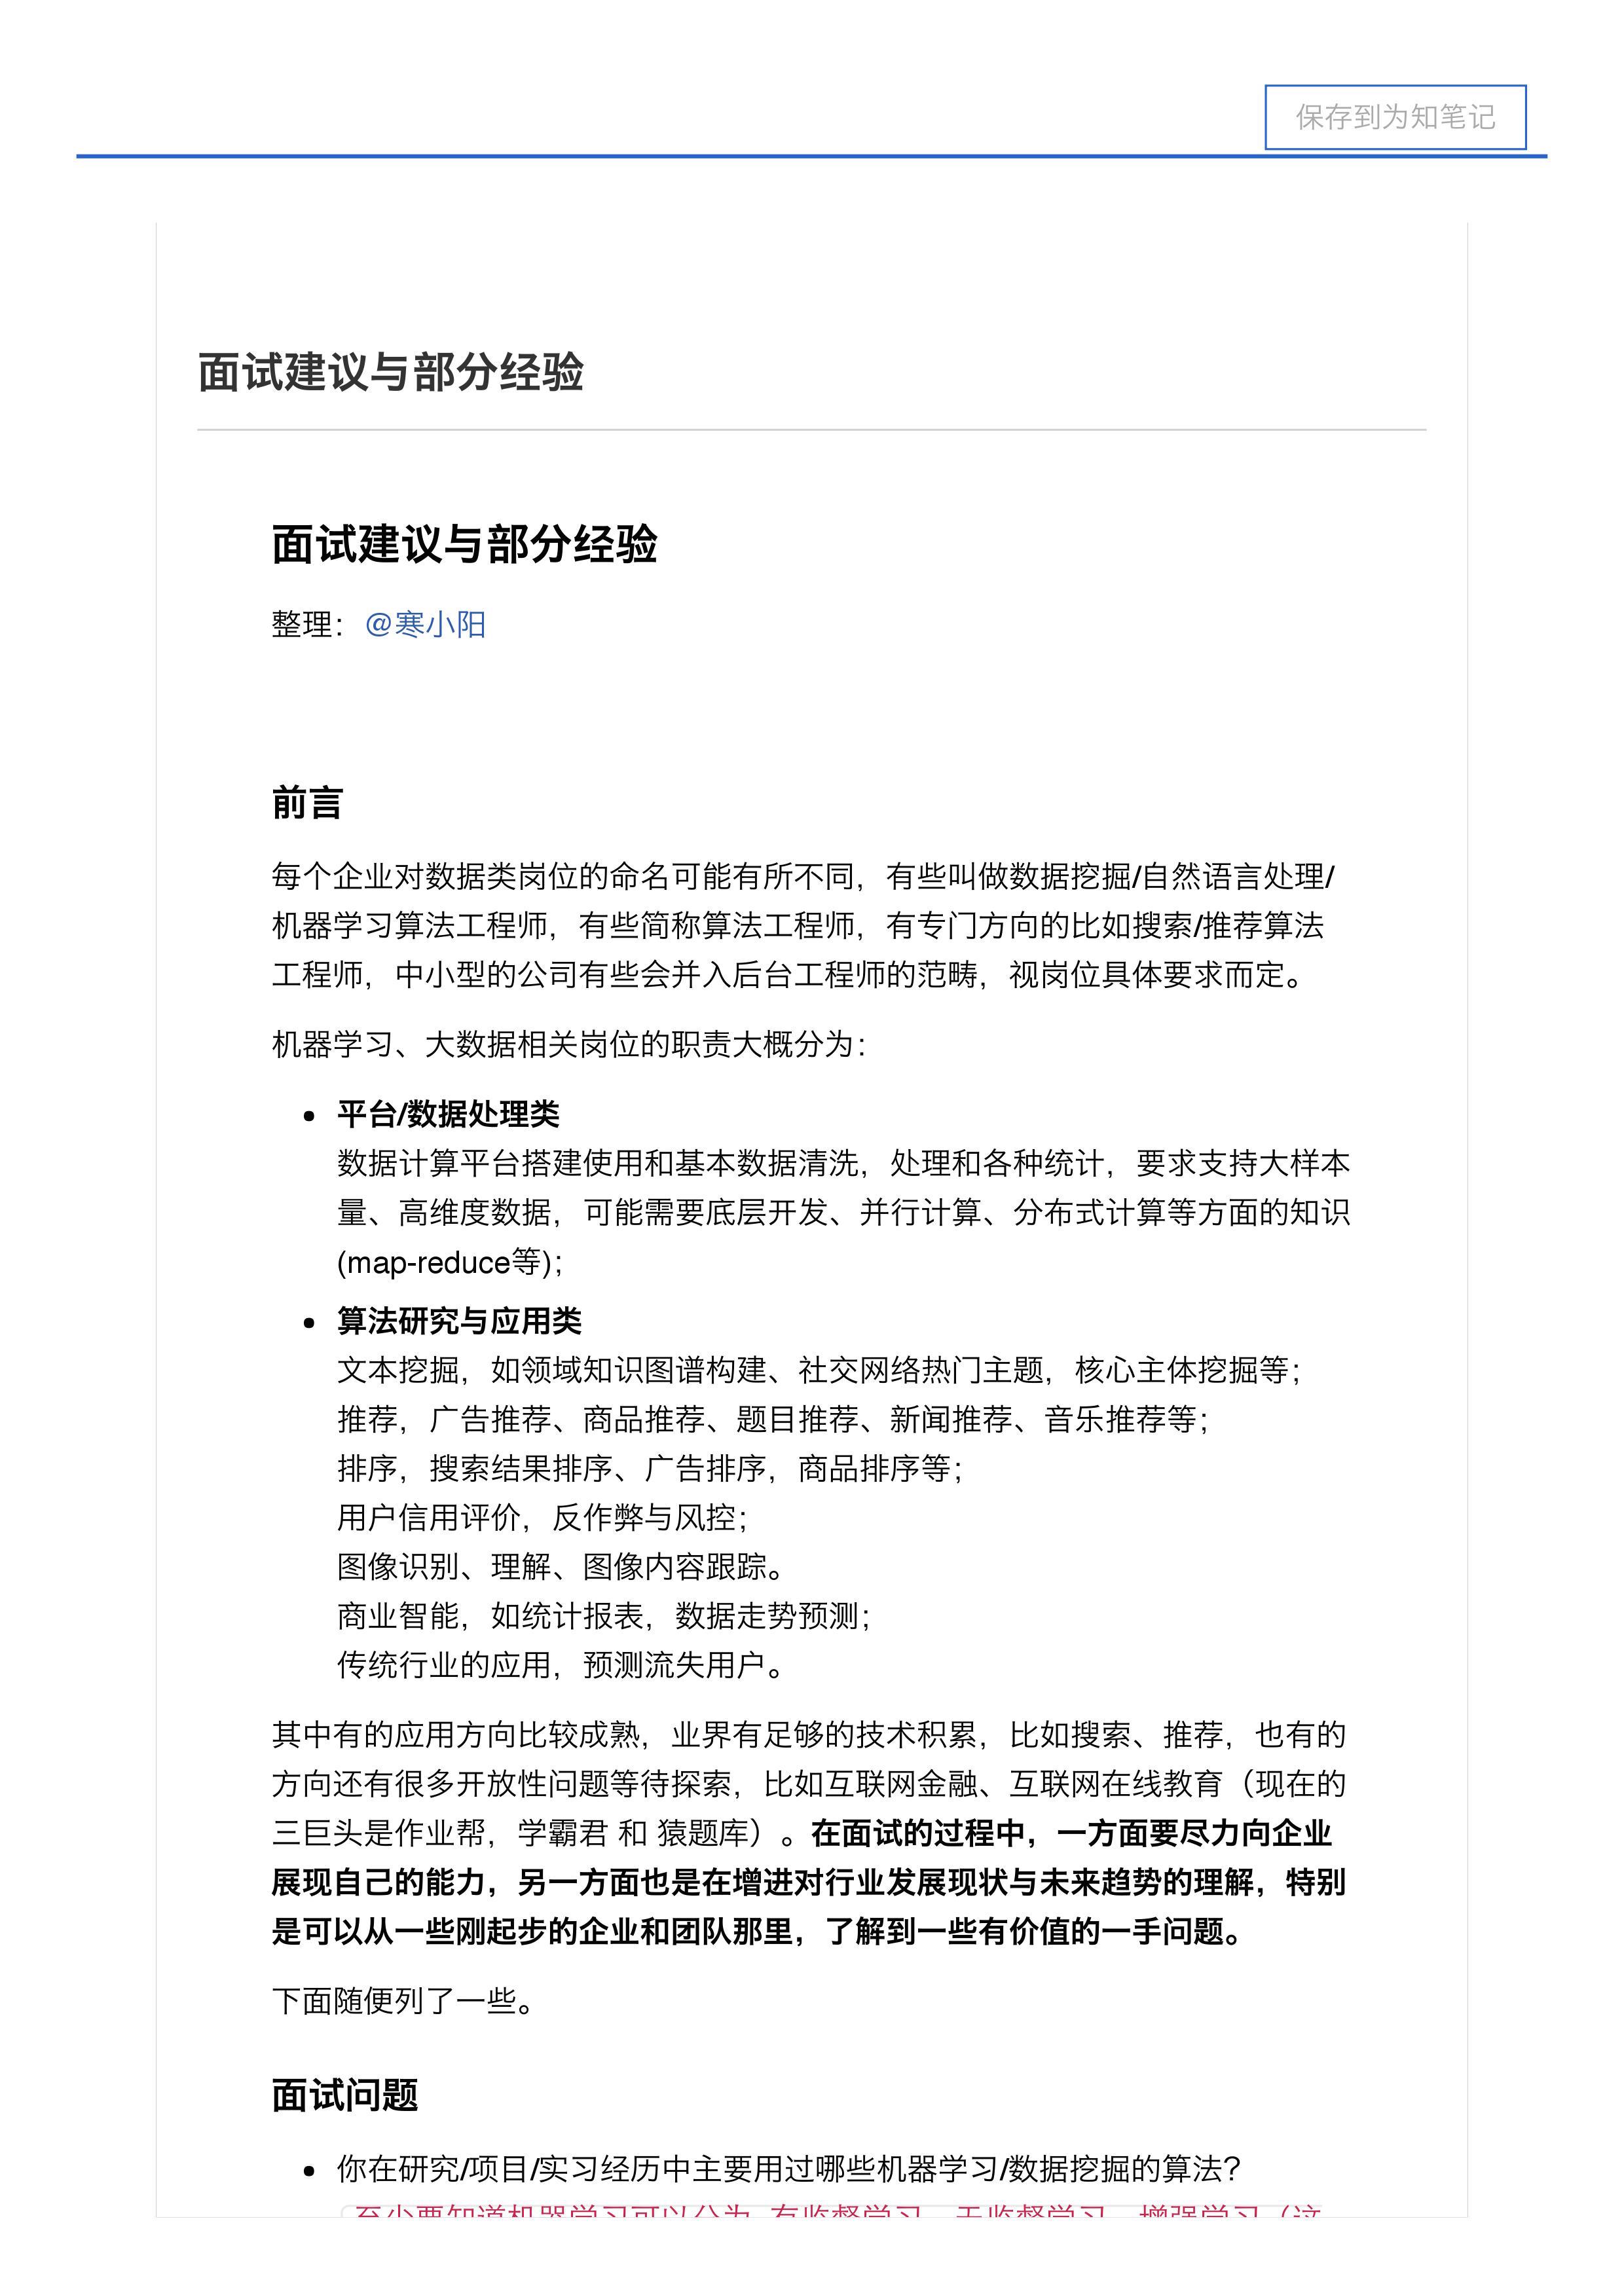 保存到为知笔记
面试建议与部分经验
面试建议与部分经验
整理：@寒小阳
前言
每个企业对数据类岗位的命名可能有所不同，有些叫做数据挖掘/自然语言处理/
机器学习算法工程师，有些简称算法工程师，有专门方向的比如搜索/推荐算法
工程师，中小型的公司有些会并入后台工程师的范畴，视岗位具体要求而定。
机器学习、大数据相关岗位的职责大概分为：
• 平台/数据处理类
数据计算平台搭建使用和基本数据清洗，处理和各种统计，要求支持大样本
量、高维度数据，可能需要底层开发、并行计算、分布式计算等方面的知识
(map-reduce等)；
• 算法研究与应用类
文本挖掘，如领域知识图谱构建、社交网络热门主题，核心主体挖掘等；
推荐，广告推荐、商品推荐、题目推荐、新闻推荐、音乐推荐等；
排序，搜索结果排序、广告排序，商品排序等；
用户信用评价，反作弊与风控；
图像识别、理解、图像内容跟踪。
商业智能，如统计报表，数据走势预测；
传统行业的应用，预测流失用户。
其中有的应用方向比较成熟，业界有足够的技术积累，比如搜索、推荐，也有的
方向还有很多开放性问题等待探索，比如互联网金融、互联网在线教育（现在的
三巨头是作业帮，学霸君 和 猿题库）。在面试的过程中，一方面要尽力向企业
展现自己的能力，另一方面也是在增进对行业发展现状与未来趋势的理解，特别
是可以从一些刚起步的企业和团队那里，了解到一些有价值的一手问题。
下面随便列了一些。
面试问题
• 你在研究/项目/实习经历中主要用过哪些机器学习/数据挖掘的算法？
至少要知道机器学习可以分为 有监督学习、无监督学习、增强学习（这